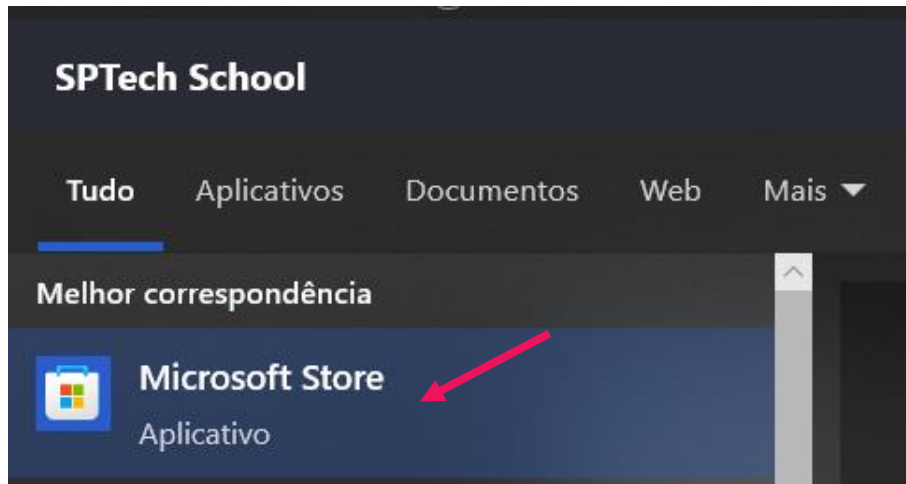 SPTech School
Tudo Aplicativos Documentos Web Mais
Melhor correspondência
Microsoft Store
Aplicativo